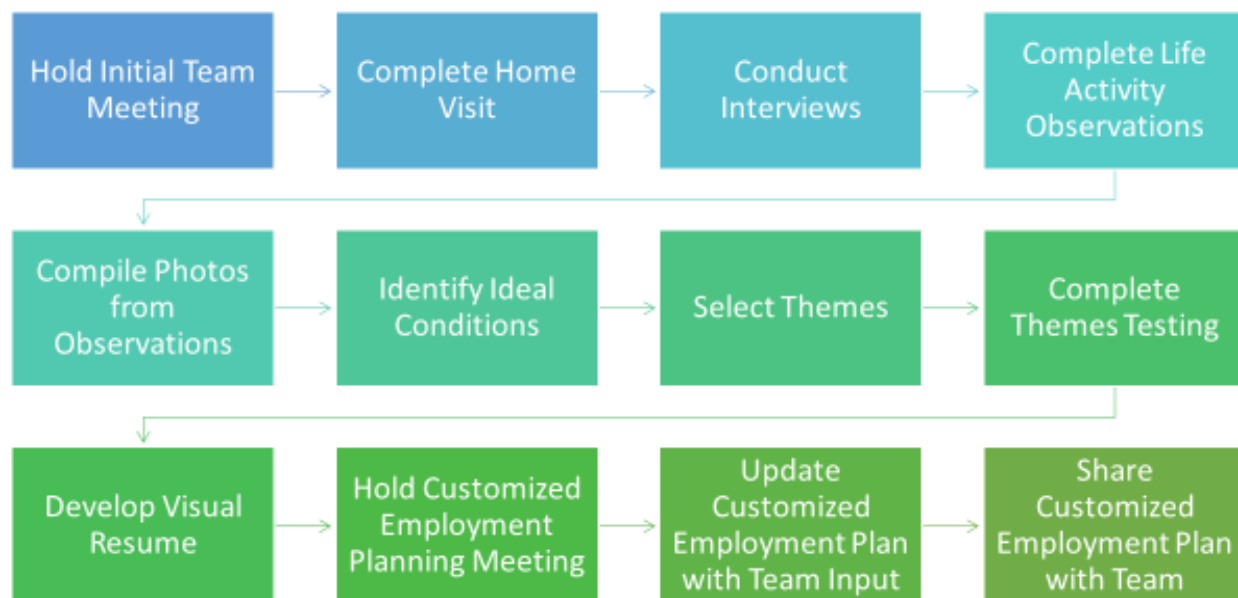 Hold Initial Team
Meeting
Complete Home
Visit
Conduct
Interviews
Complete Life
Activity
Observations
Compile Photos
from
Observations
Identify Ideal
Conditions
Select Themes
Complete
Themes Testing
Develop Visual
Resume
Hold Customized
Employment
Planning Meeting
Update
Customized
Employment Plan
with Team Input
Share
Customized
Employment Plan
with Team